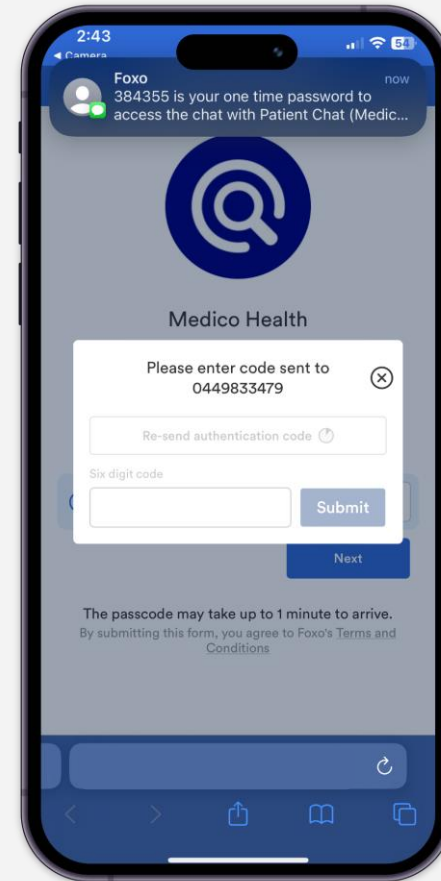 2:43
54
◀ Camera
Foxo
now
384355 is your one time password to
access the chat with Patient Chat (Medic...
Medico Health
Please enter code sent to
0449833479
Re-send authentication code
Six digit code
Submit
Next
The passcode may take up to 1 minute to arrive.
By submitting this form, you agree to Foxo's Terms and
Conditions